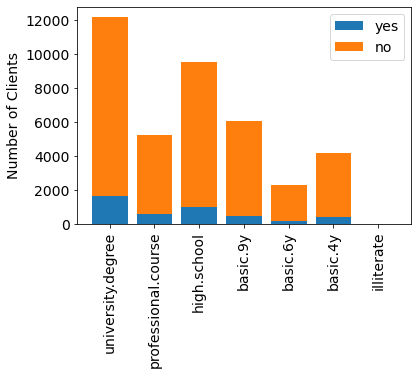 yes
no
Number of Clients
12000
10000
8000
6000
4000
2000
0
university.degree
professional.course
high.school
basic.9y
basic.6y
basic.4y
illiterate